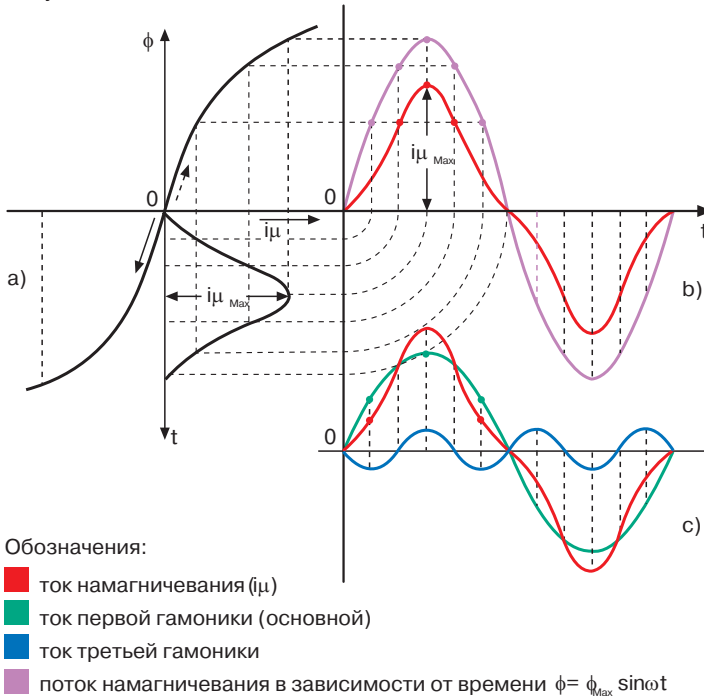 ϕ
0
0
iμ
iμ Max
t
a)
b)
iμ Max
t
0
c)
Обозначения:
ток намагничевания (iμ)
ток первой гамоники (основной)
ток третьей гамоники
поток намагничевания в зависимости от времени ϕ= ϕMax sinωt